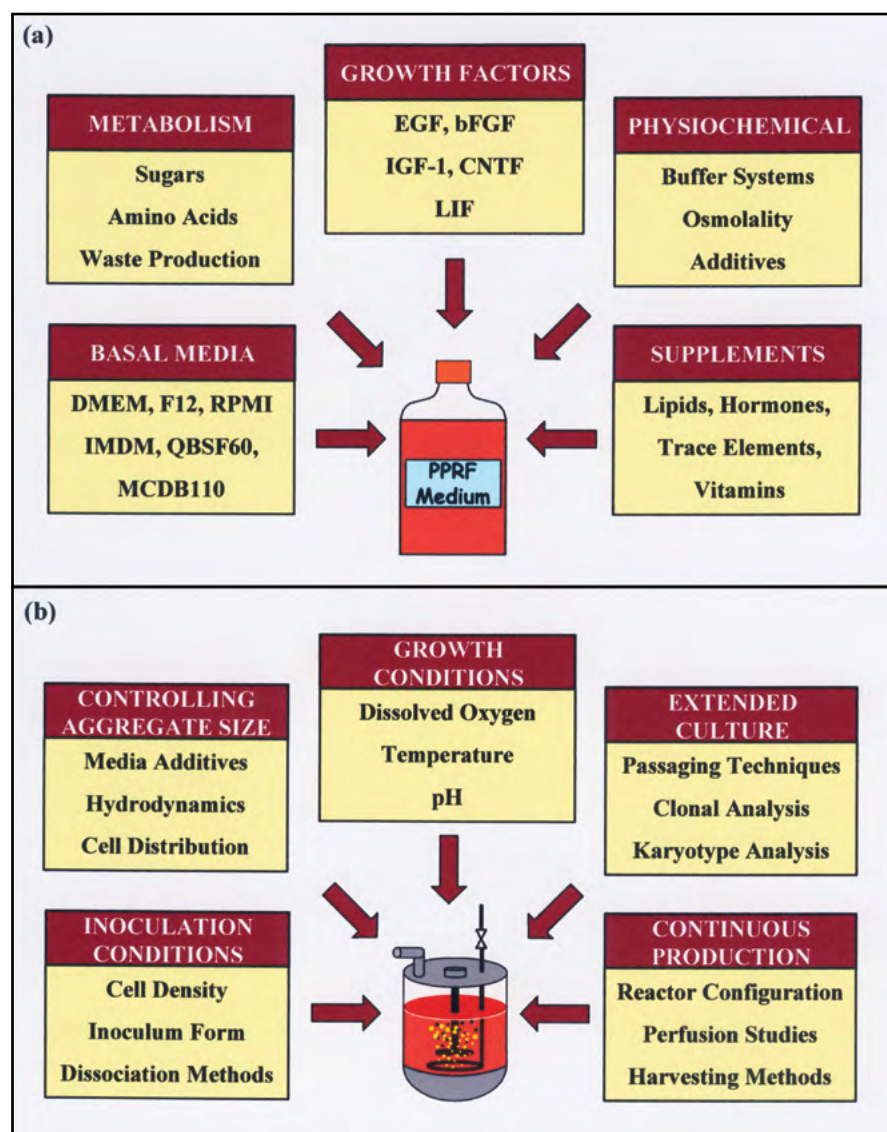 (a)
GROWTH FACTORS
EGF, bFGF
IGF-1, CNTF
LIF
METABOLISM
Sugars
Amino Acids
Waste Production
PHYSIOCHEMICAL
Buffer Systems
Osmolality
Additives
BASAL MEDIA
DMEM, F12, RPMI
IMDM, QBSF60,
MCDB110
SUPPLEMENTS
Lipids, Hormones,
Trace Elements,
Vitamins
PPRF
Medium
(b)
GROWTH
CONDITIONS
Dissolved Oxygen
Temperature
pH
CONTROLLING
AGGREGATE SIZE
Media Additives
Hydrodynamics
Cell Distribution
EXTENDED
CULTURE
Passaging Techniques
Clonal Analysis
Karyotype Analysis
INOCULATION
CONDITIONS
Cell Density
Inoculum Form
Dissociation Methods
CONTINUOUS
PRODUCTION
Reactor Configuration
Perfusion Studies
Harvesting Methods